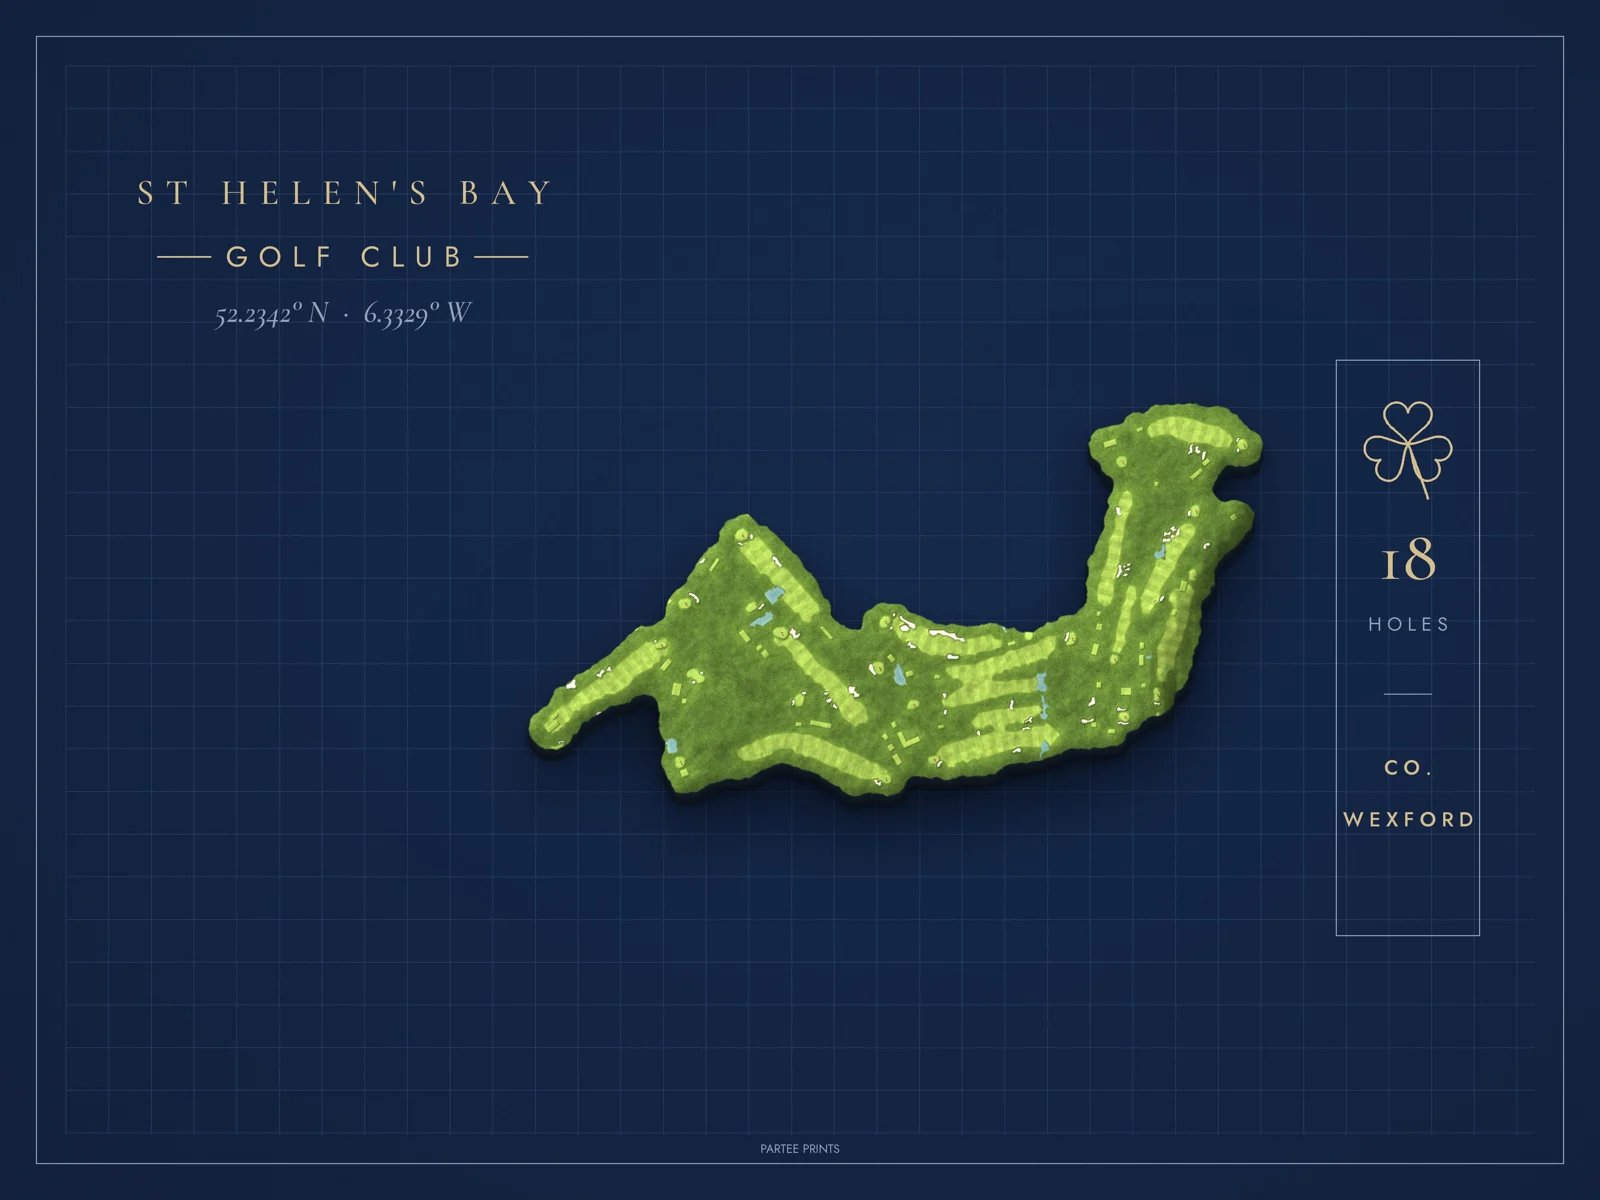 ST HELEN'S BAY
GOLF CLUB
52.2342° N · 6.3329° W
18
HOLES
CO.
WEXFORD
PARTEE PRINTS